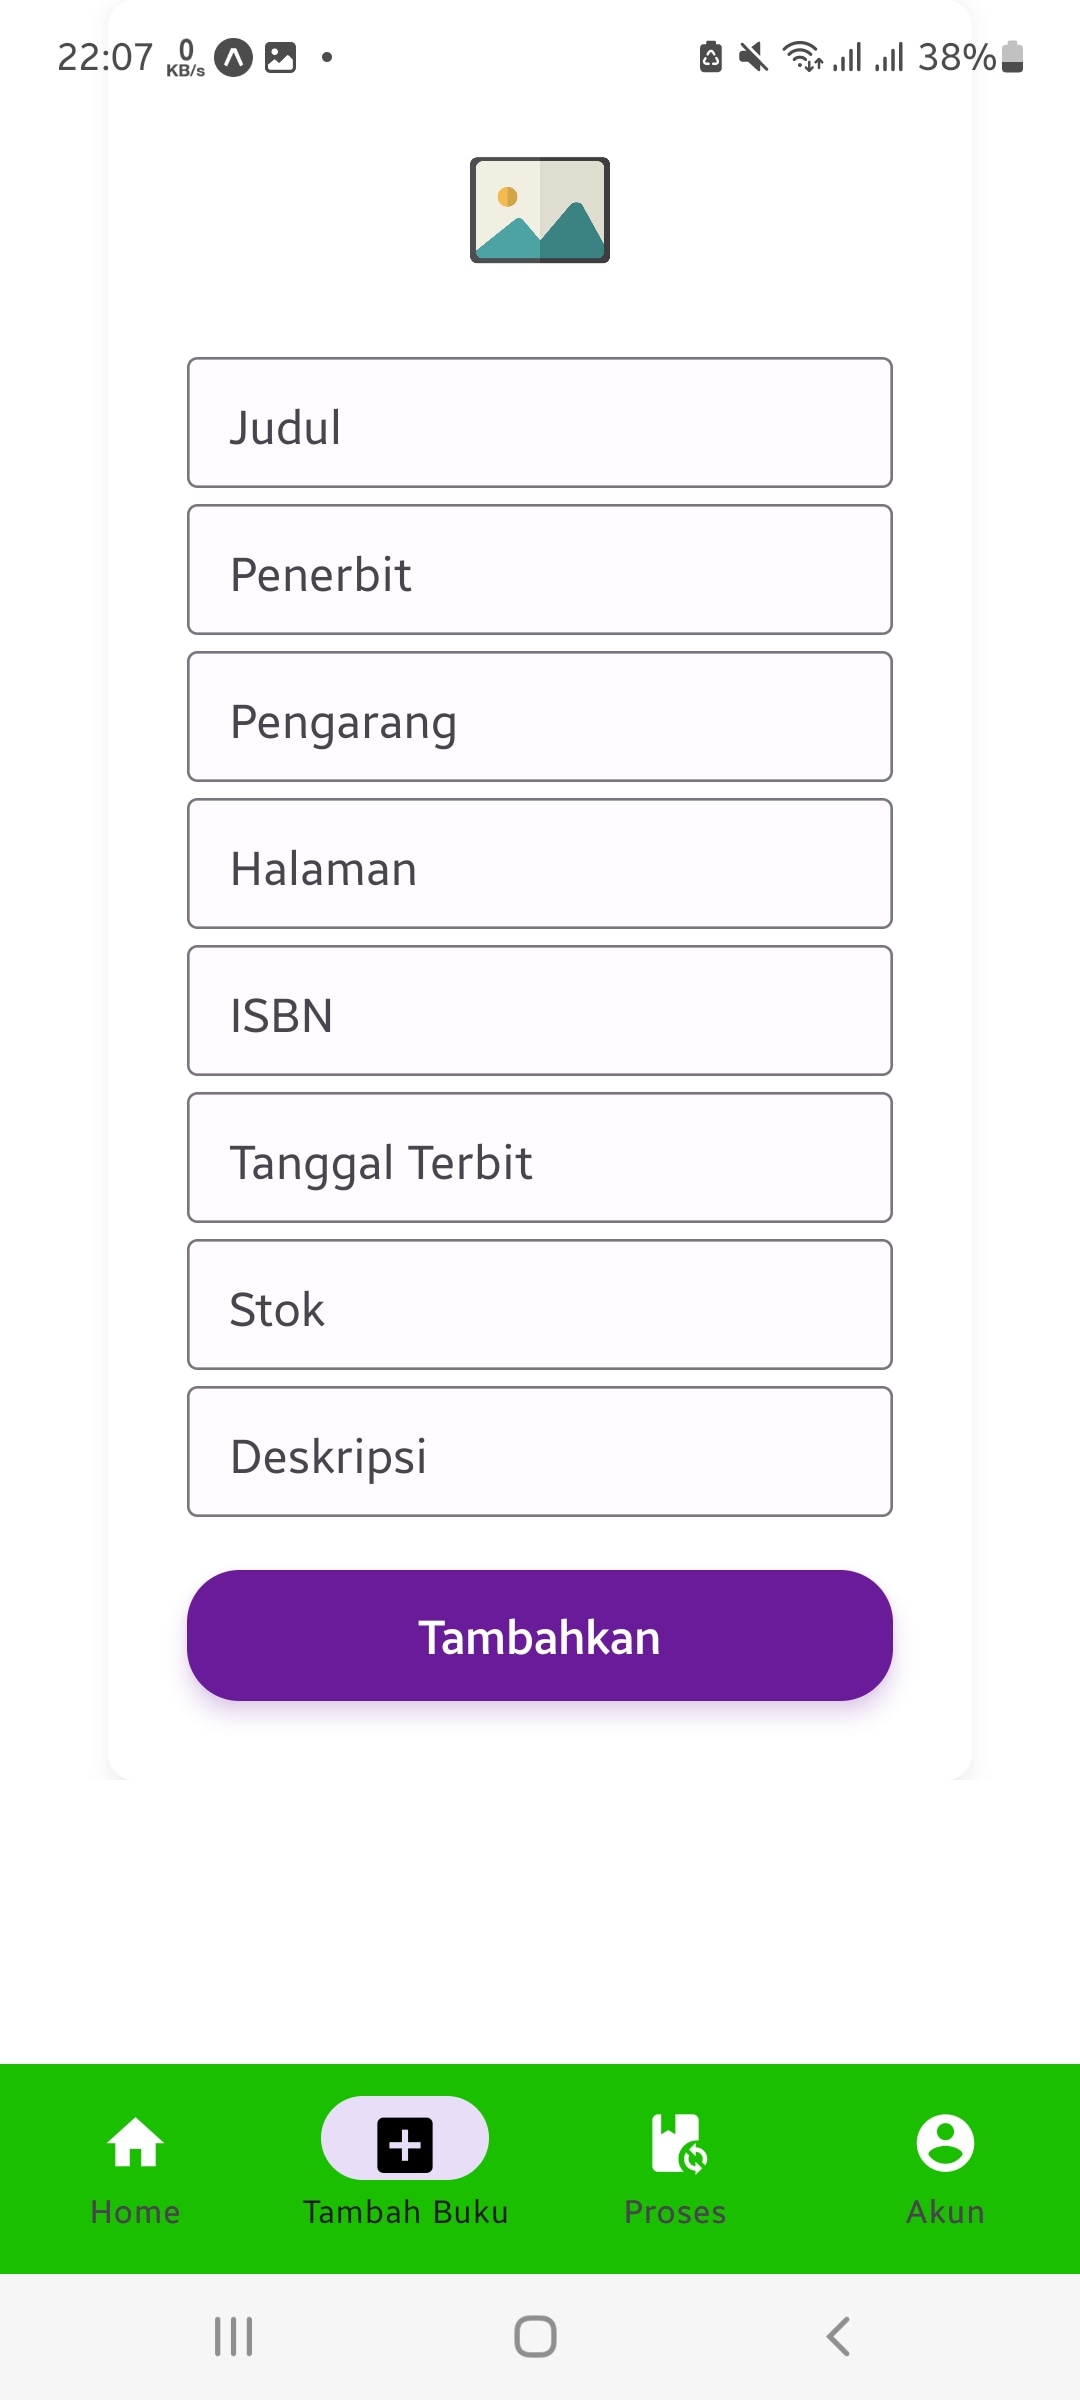 22:07 0 KB/s 38%
Judul
Penerbit
Pengarang
Halaman
ISBN
Tanggal Terbit
Stok
Deskripsi
Tambahkan
Home Tambah Buku Proses Akun